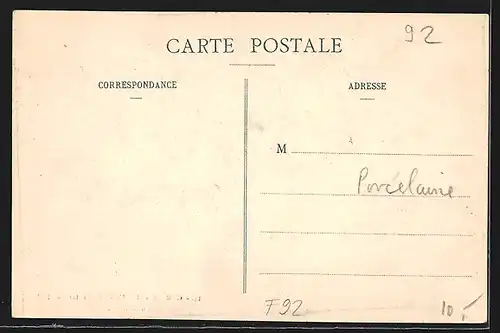 92
CARTE POSTALE
CORRESPONDANCE
ADRESSE
M
Porcelaine
F92
10,-